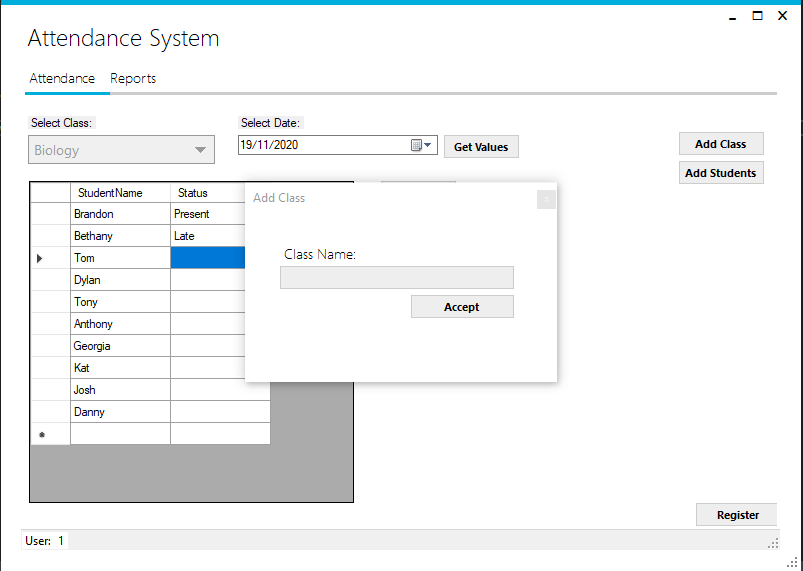 Attendance System
Attendance Reports
Select Class:
Select Date:
Biology
19/11/2020
Get Values
Add Class
Add Students
StudentName Status
Brandon Present
Bethany Late
Tom
Dylan
Tony
Anthony
Georgia
Kat
Josh
Danny
Add Class
Class Name:
Accept
Register
User: 1